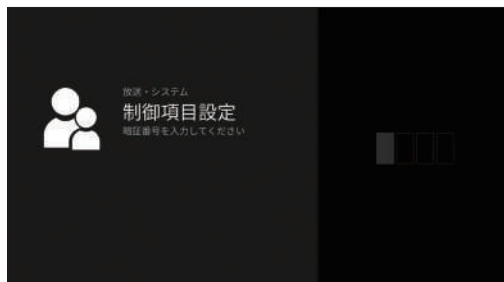 放送・システム
制御項目設定
暗証番号を入力してください